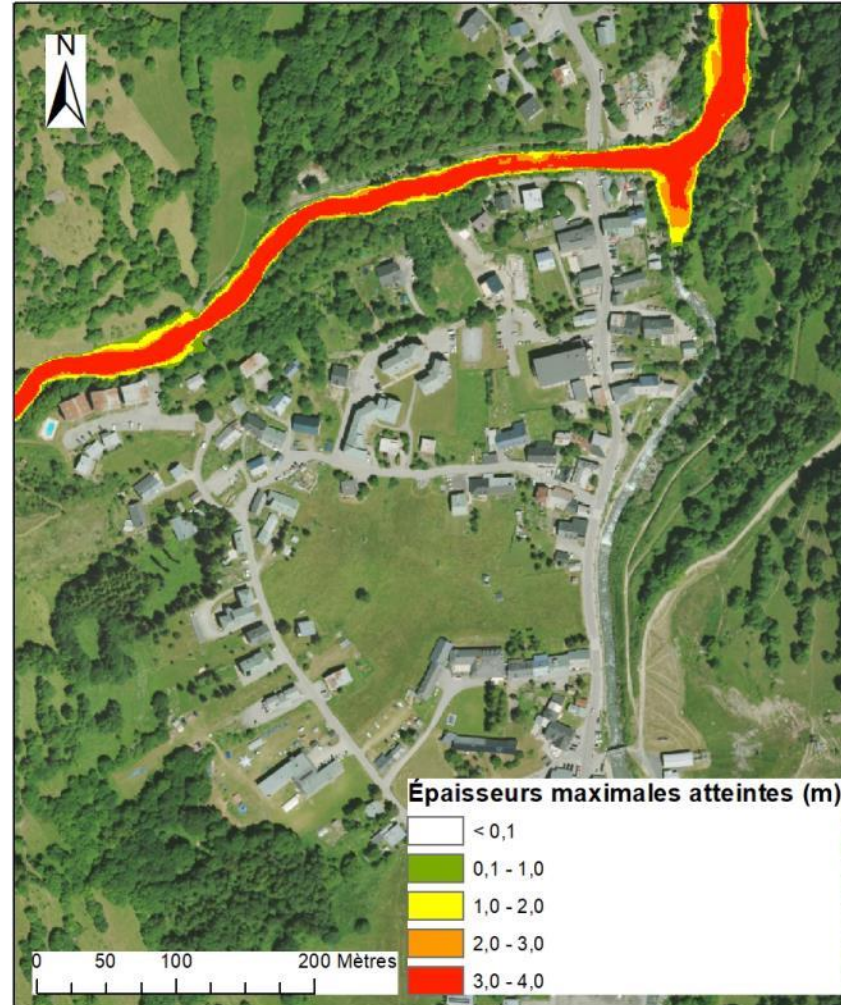 N
Épaisseurs maximales atteintes (m)
< 0,1
0,1 - 1,0
1,0 - 2,0
2,0 - 3,0
3,0 - 4,0
0 50 100 200 Mètres